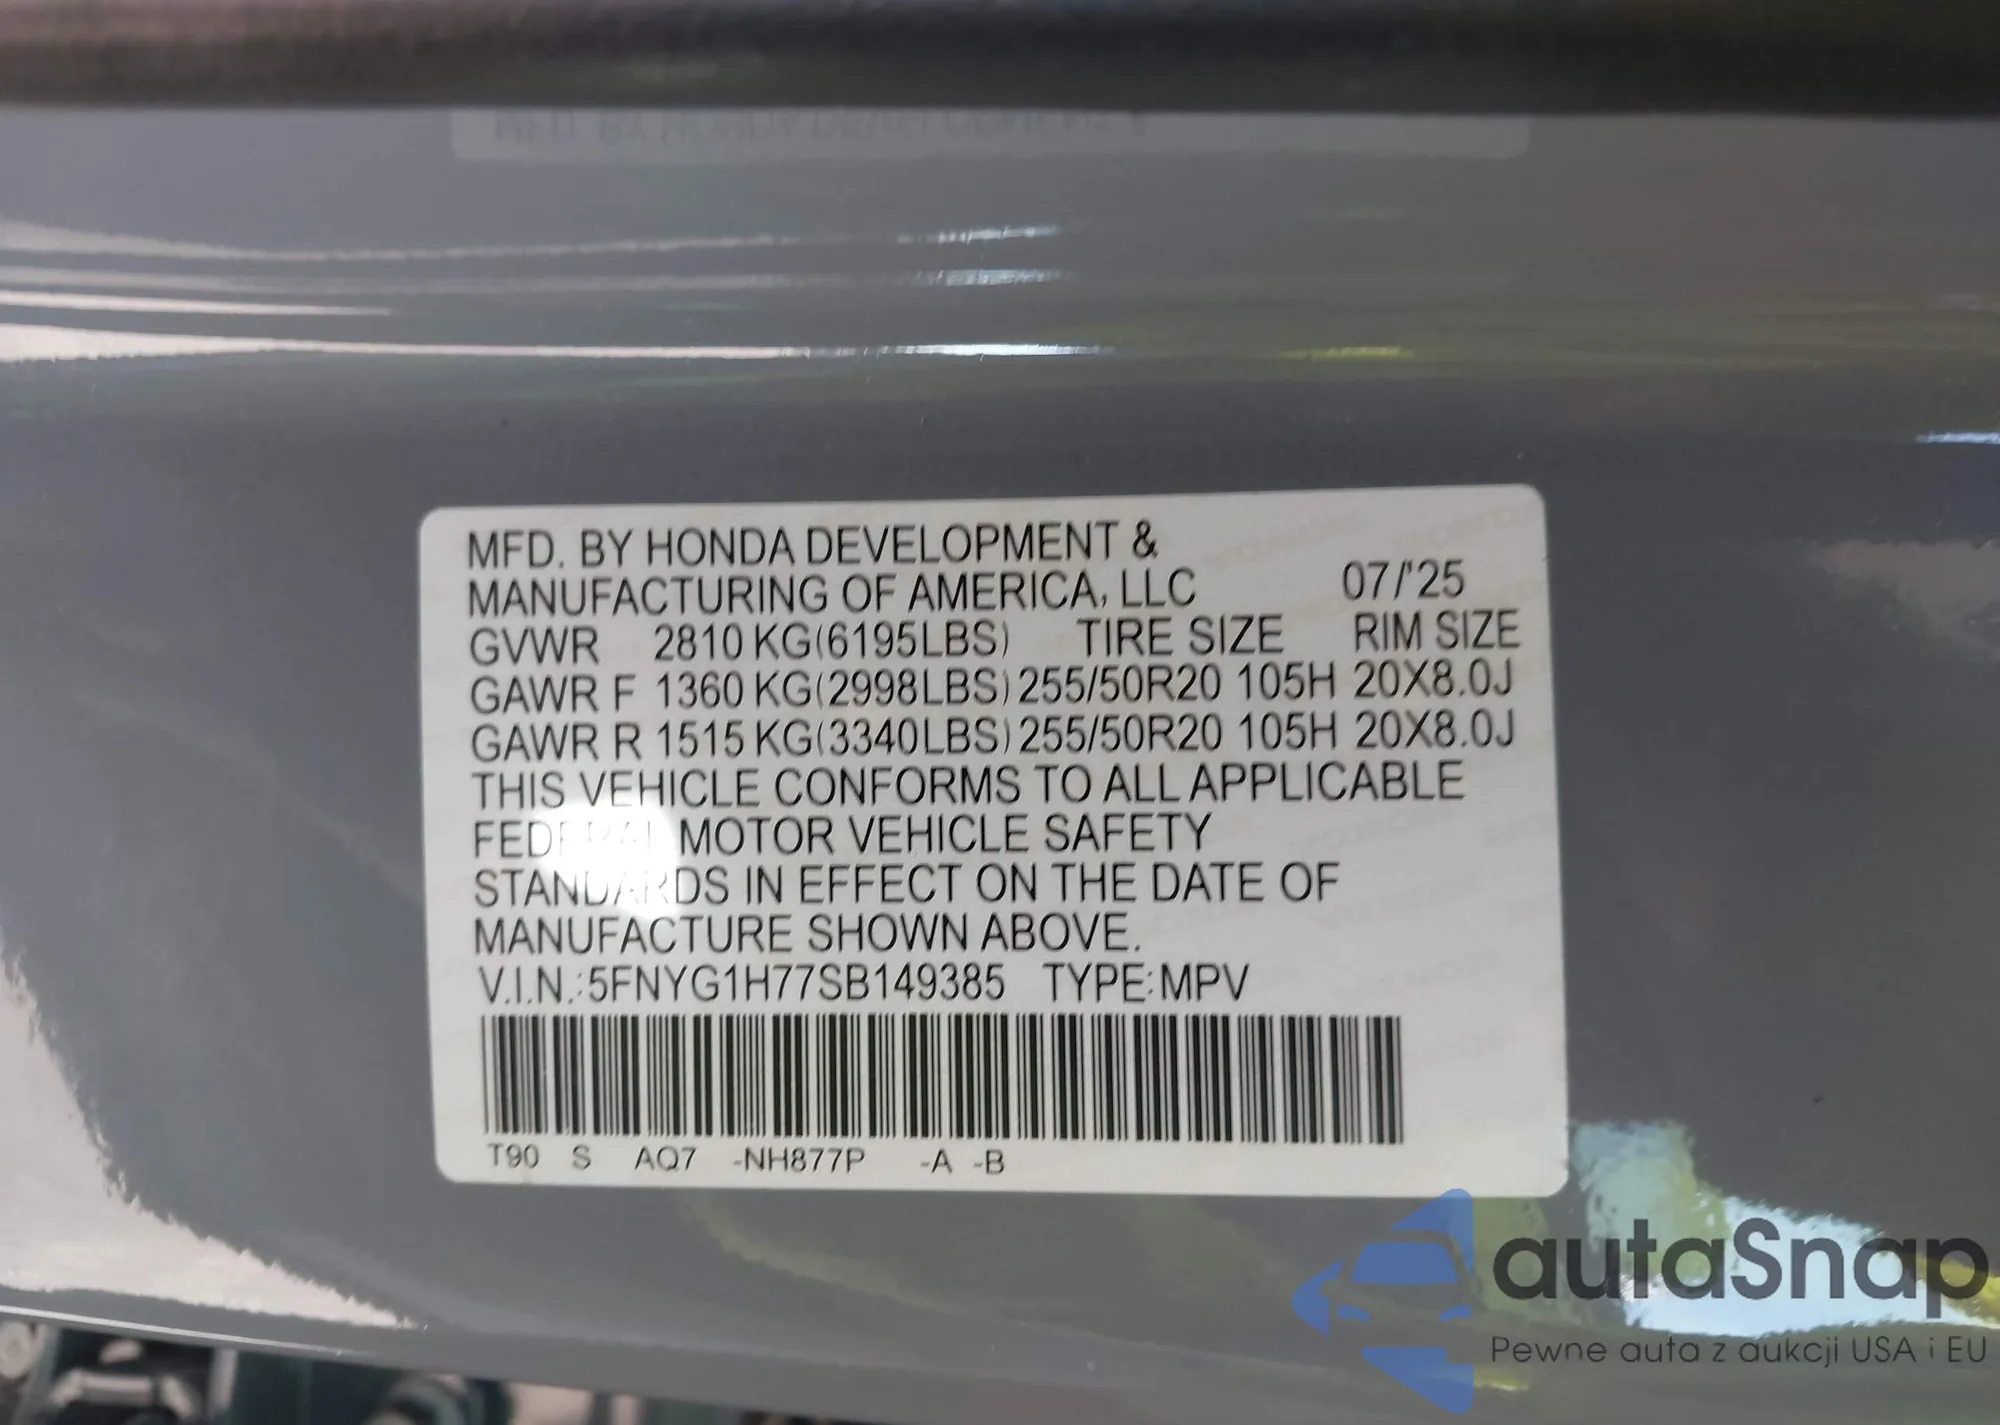 MFD. BY HONDA DEVELOPMENT &
MANUFACTURING OF AMERICA, LLC 07/'25
GVWR 2810 KG(6195LBS) TIRE SIZE RIM SIZE
GAWR F 1360 KG(2998LBS) 255/50R20 105H 20X8.0J
GAWR R 1515 KG(3340LBS) 255/50R20 105H 20X8.0J
THIS VEHICLE CONFORMS TO ALL APPLICABLE
FEDERAL MOTOR VEHICLE SAFETY
STANDARDS IN EFFECT ON THE DATE OF
MANUFACTURE SHOWN ABOVE.
V.I.N.:5FNYG1H77SB149385 TYPE:MPV
T90 S AQ7 -NH877P -A -B
autaSnap
Pewne auta z aukcji USA i EU